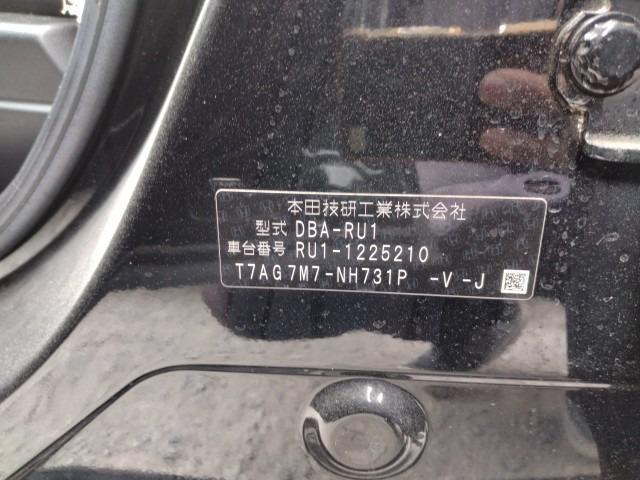 本田技研工業株式会社
型式 DBA-RU1
車台番号 RU1-1225210
T7AG7M7-NH731P -V-J